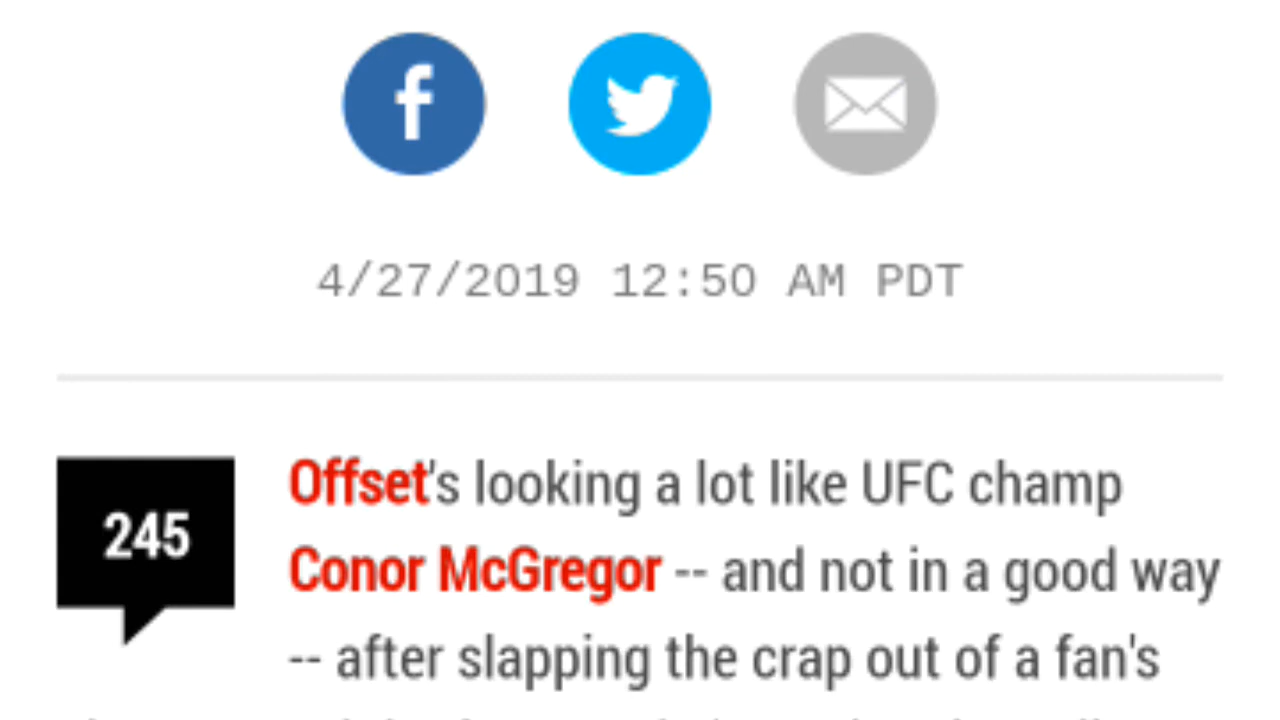 4/27/2019 12:50 AM PDT
245
Offset's looking a lot like UFC champ
Conor McGregor -- and not in a good way
-- after slapping the crap out of a fan's